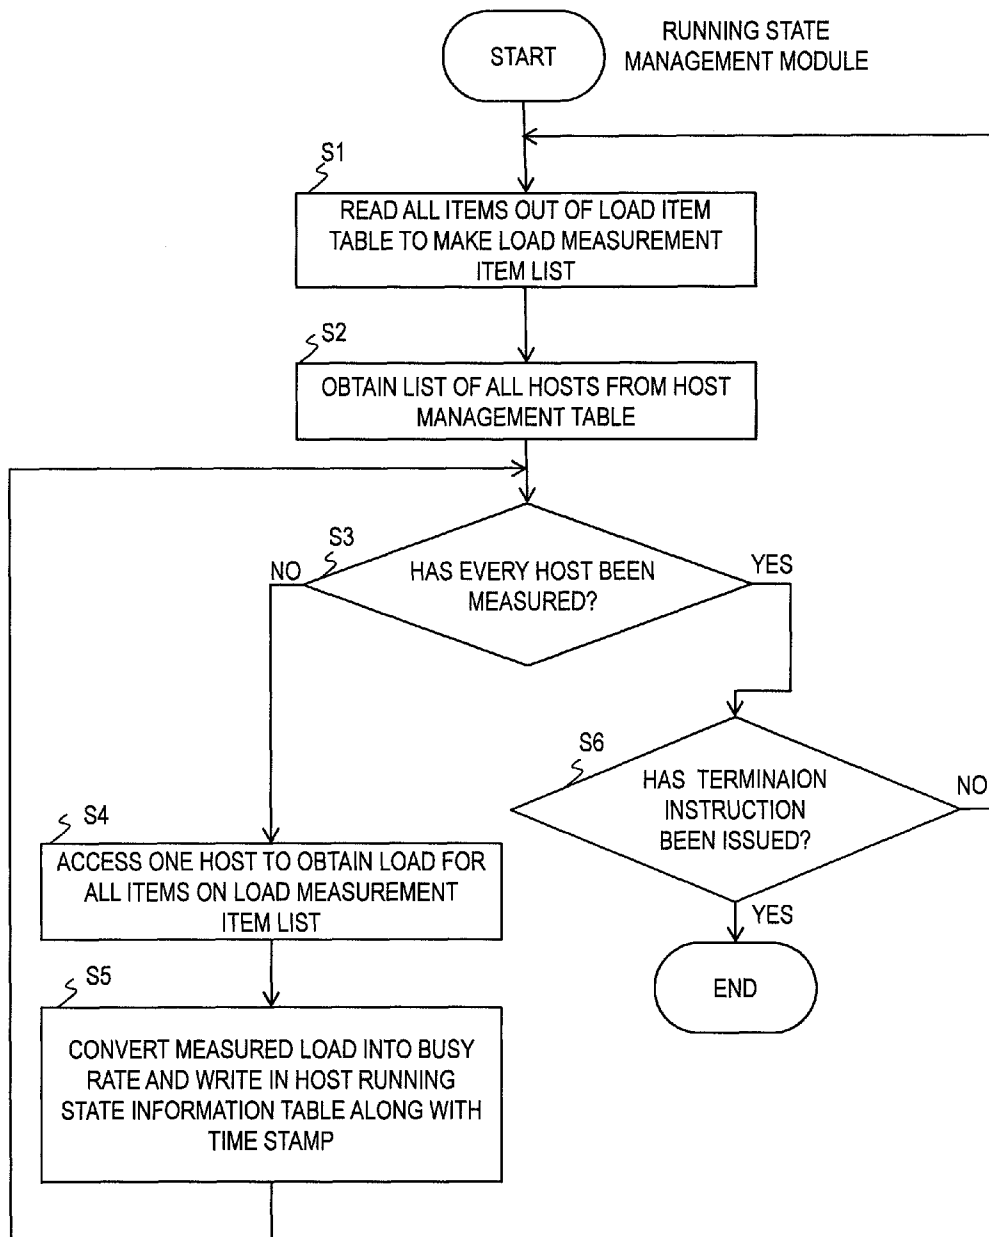 START
RUNNING STATE
MANAGEMENT MODULE
S1
READ ALL ITEMS OUT OF LOAD ITEM
TABLE TO MAKE LOAD MEASUREMENT
ITEM LIST
S2
OBTAIN LIST OF ALL HOSTS FROM HOST
MANAGEMENT TABLE
S3
NO
HAS EVERY HOST BEEN
MEASURED?
YES
S6
HAS TERMINAION
INSTRUCTION
BEEN ISSUED?
NO
S4
ACCESS ONE HOST TO OBTAIN LOAD FOR
ALL ITEMS ON LOAD MEASUREMENT
ITEM LIST
YES
END
S5
CONVERT MEASURED LOAD INTO BUSY
RATE AND WRITE IN HOST RUNNING
STATE INFORMATION TABLE ALONG WITH
TIME STAMP